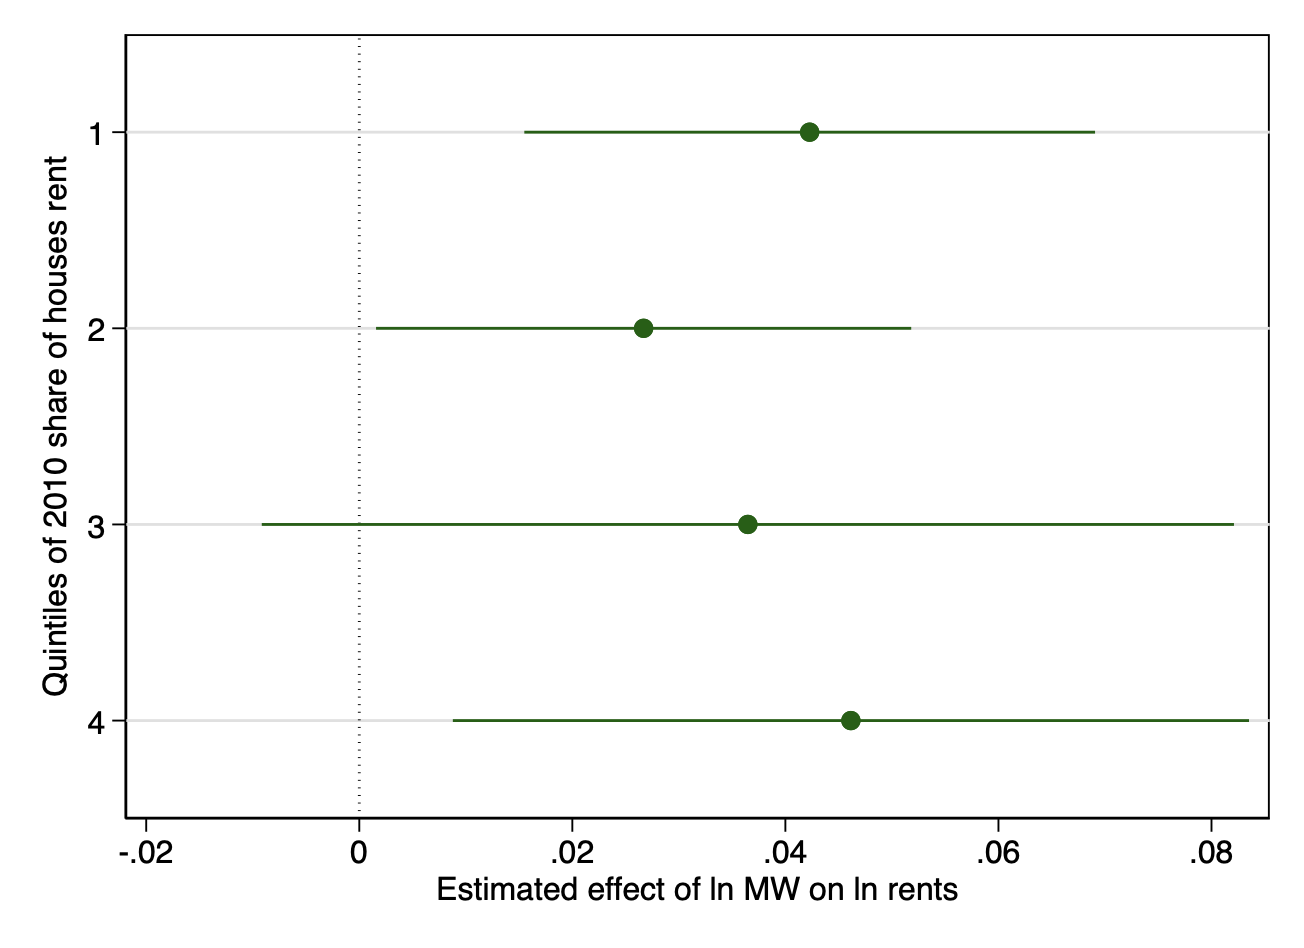 Quintiles of 2010 share of houses rent
1
2
3
4
-.02 0 .02 .04 .06 .08
Estimated effect of ln MW on ln rents